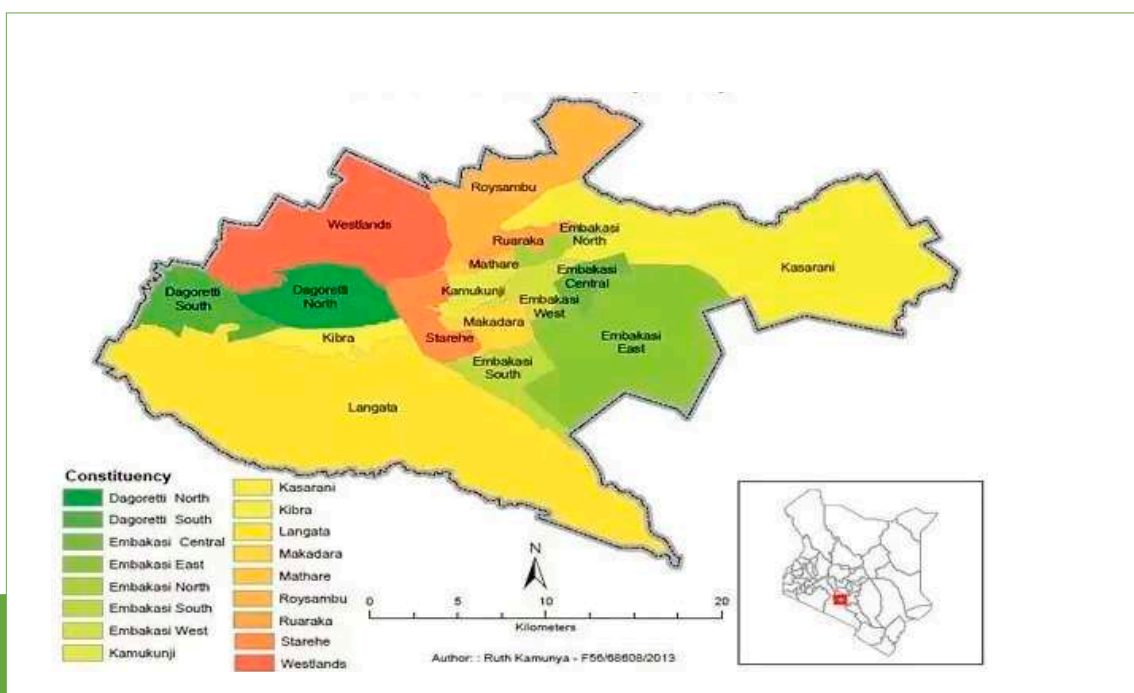 Roysambu
Westlands
Ruaraka
Embakasi
North
Mathare
Kasarani
Dagoretti
South
Dagoretti
North
Kamukunji
Embakasi
Central
Embakasi
West
Makadara
Kibra
Starehe
Embakasi
East
Embakasi
South
Langata
Constituency
Dagoretti North
Dagoretti South
Embakasi Central
Embakasi East
Embakasi North
Embakasi South
Embakasi West
Kamukunji
Kasarani
Kibra
Langata
Makadara
Mathare
Roysambu
Ruaraka
Starehe
Westlands
N
0 5 10 20
Kilometers
Author: : Ruth Kamunya - F56/68608/2013